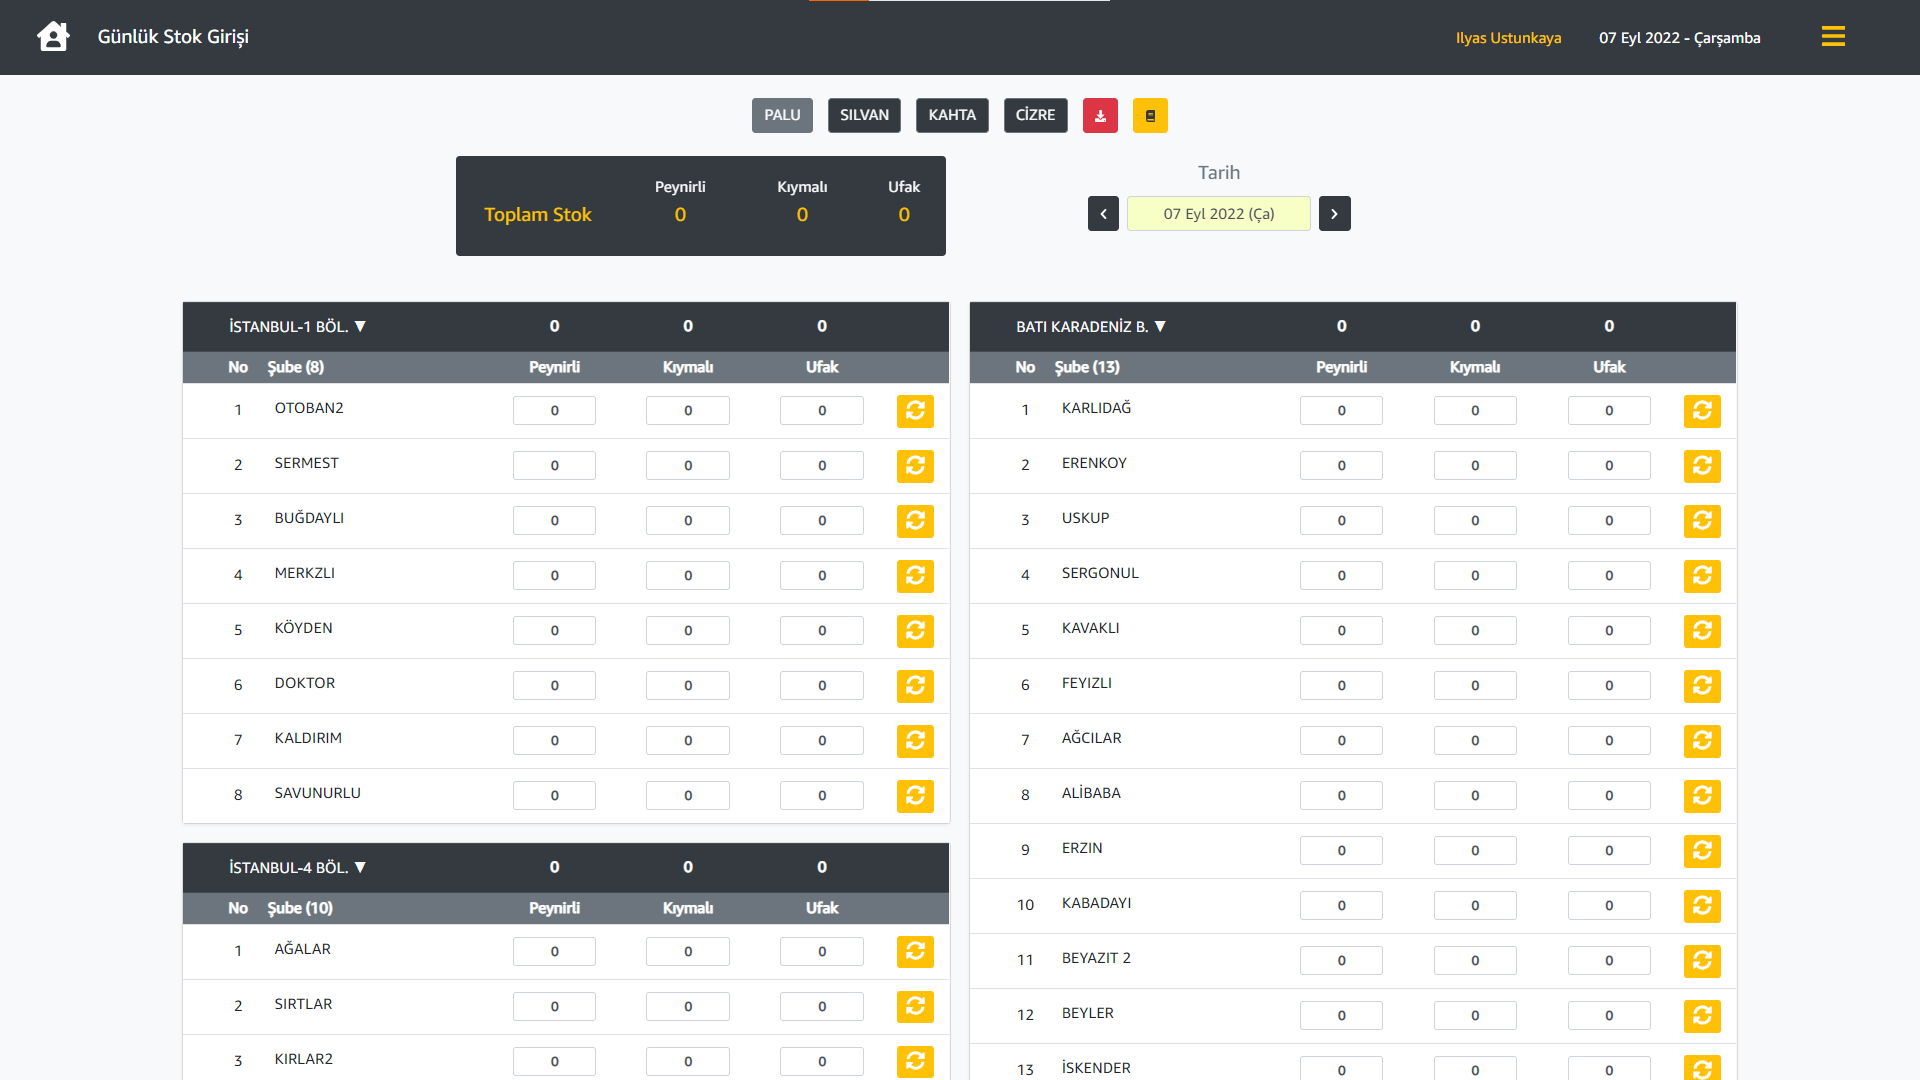 Günlük Stok Girişi
Ilyas Ustunkaya 07 Eyl 2022 - Çarşamba
PALU SILVAN KAHTA CİZRE
Peynirli Kıymalı Ufak
Toplam Stok 0 0 0
Tarih
07 Eyl 2022 (Ça)
İSTANBUL-1 BÖL. ▼ 0 0 0
No Şube (8) Peynirli Kıymalı Ufak
1 OTOBAN2 0 0 0
2 SERMEST 0 0 0
3 BUĞDAYLI 0 0 0
4 MERKZLI 0 0 0
5 KÖYDEN 0 0 0
6 DOKTOR 0 0 0
7 KALDIRIM 0 0 0
8 SAVUNURLU 0 0 0
İSTANBUL-4 BÖL. ▼ 0 0 0
No Şube (10) Peynirli Kıymalı Ufak
1 AĞALAR 0 0 0
2 SIRTLAR 0 0 0
3 KIRLAR2 0 0 0
BATI KARADENİZ B. ▼ 0 0 0
No Şube (13) Peynirli Kıymalı Ufak
1 KARLIDAĞ 0 0 0
2 ERENKOY 0 0 0
3 USKUP 0 0 0
4 SERGONUL 0 0 0
5 KAVAKLI 0 0 0
6 FEYIZLI 0 0 0
7 AĞCILAR 0 0 0
8 ALİBABA 0 0 0
9 ERZIN 0 0 0
10 KABADAYI 0 0 0
11 BEYAZIT 2 0 0 0
12 BEYLER 0 0 0
13 İSKENDER 0 0 0